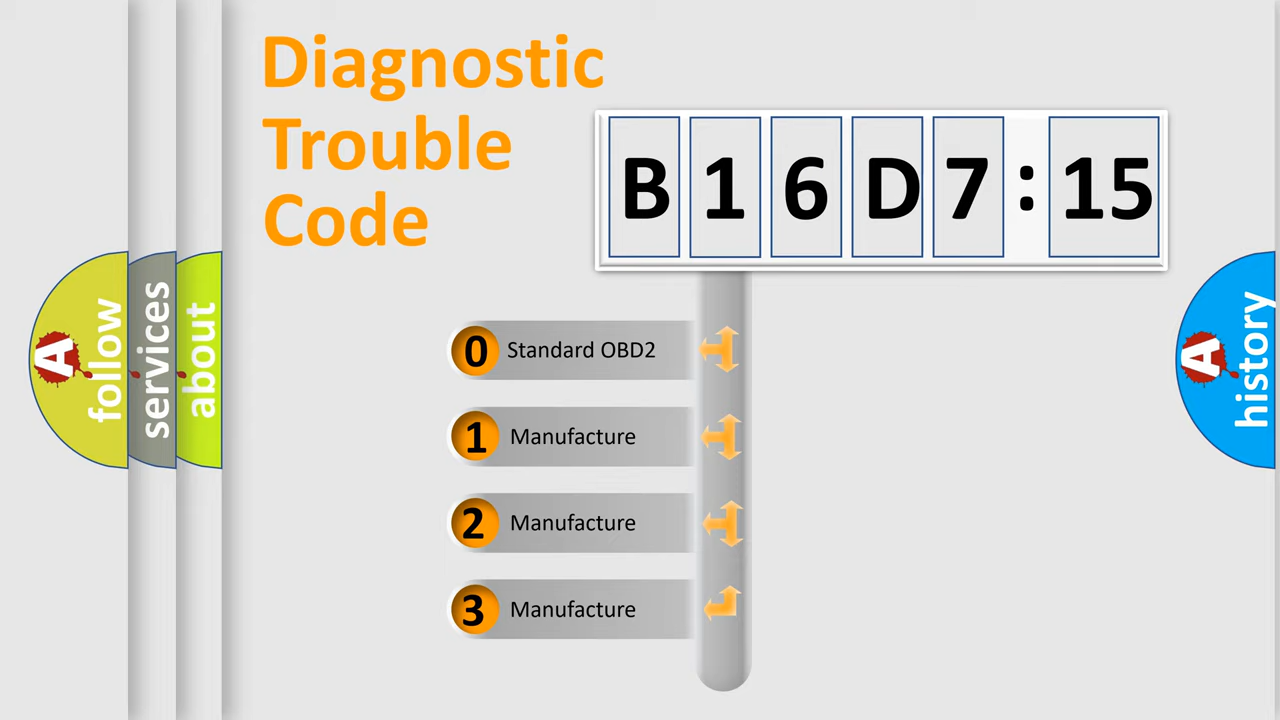 Diagnostic
Trouble
Code
B 1 6 D 7 : 15
0 Standard OBD2
1 Manufacture
2 Manufacture
3 Manufacture
A follow
services
about
A history